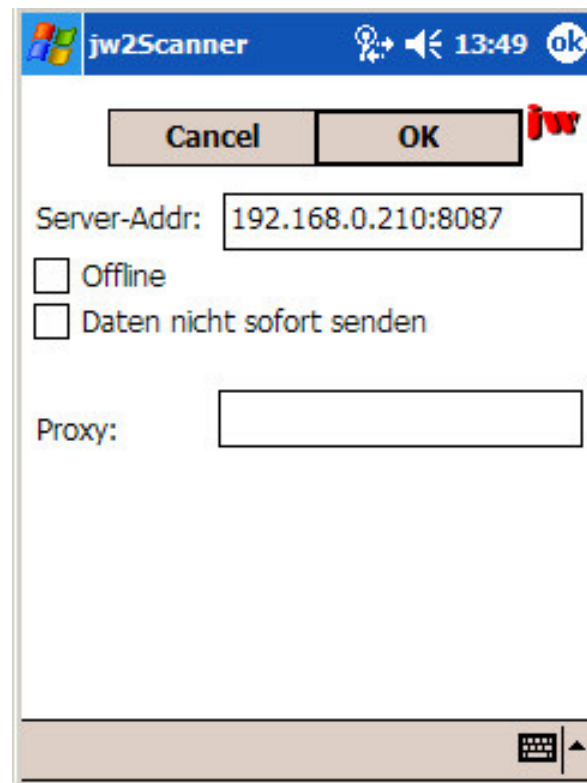 jw2Scanner 13:49 ok
Cancel OK jw
Server-Addr: 192.168.0.210:8087
Offline
Daten nicht sofort senden
Proxy: